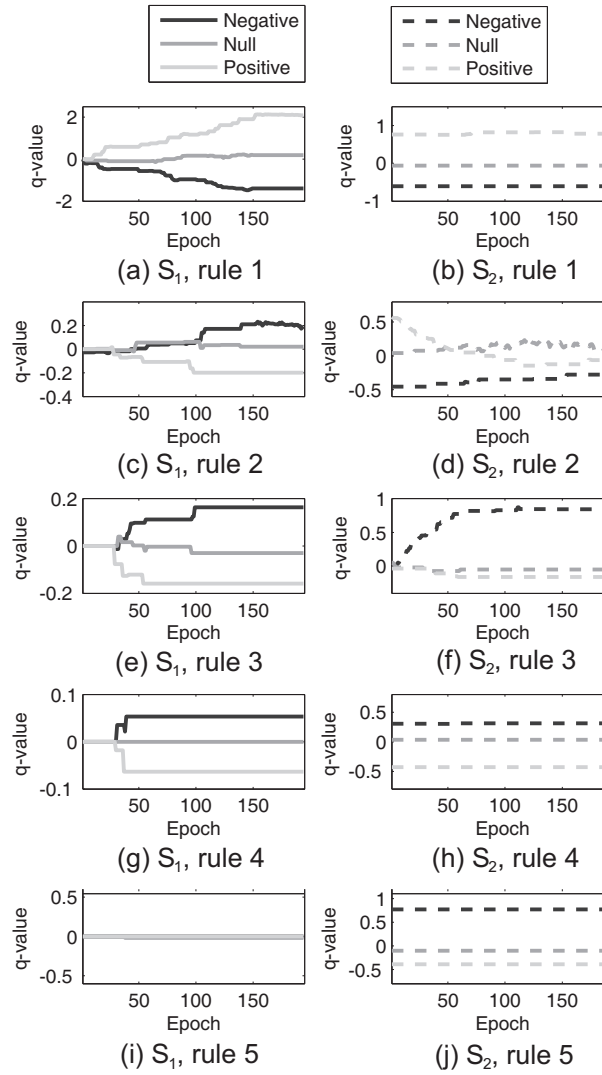 Negative
Null
Positive
Negative
Null
Positive
q-value
2
0
-2
50 100 150
Epoch
(a) S₁, rule 1
q-value
1
0
-1
50 100 150
Epoch
(b) S₂, rule 1
q-value
0.2
0
-0.2
-0.4
50 100 150
Epoch
(c) S₁, rule 2
q-value
0.5
0
-0.5
50 100 150
Epoch
(d) S₂, rule 2
q-value
0.2
0
-0.2
50 100 150
Epoch
(e) S₁, rule 3
q-value
1
0.5
0
50 100 150
Epoch
(f) S₂, rule 3
q-value
0.1
0
-0.1
50 100 150
Epoch
(g) S₁, rule 4
q-value
0.5
0
-0.5
50 100 150
Epoch
(h) S₂, rule 4
q-value
0.5
0
-0.5
50 100 150
Epoch
(i) S₁, rule 5
q-value
1
0.5
0
-0.5
50 100 150
Epoch
(j) S₂, rule 5